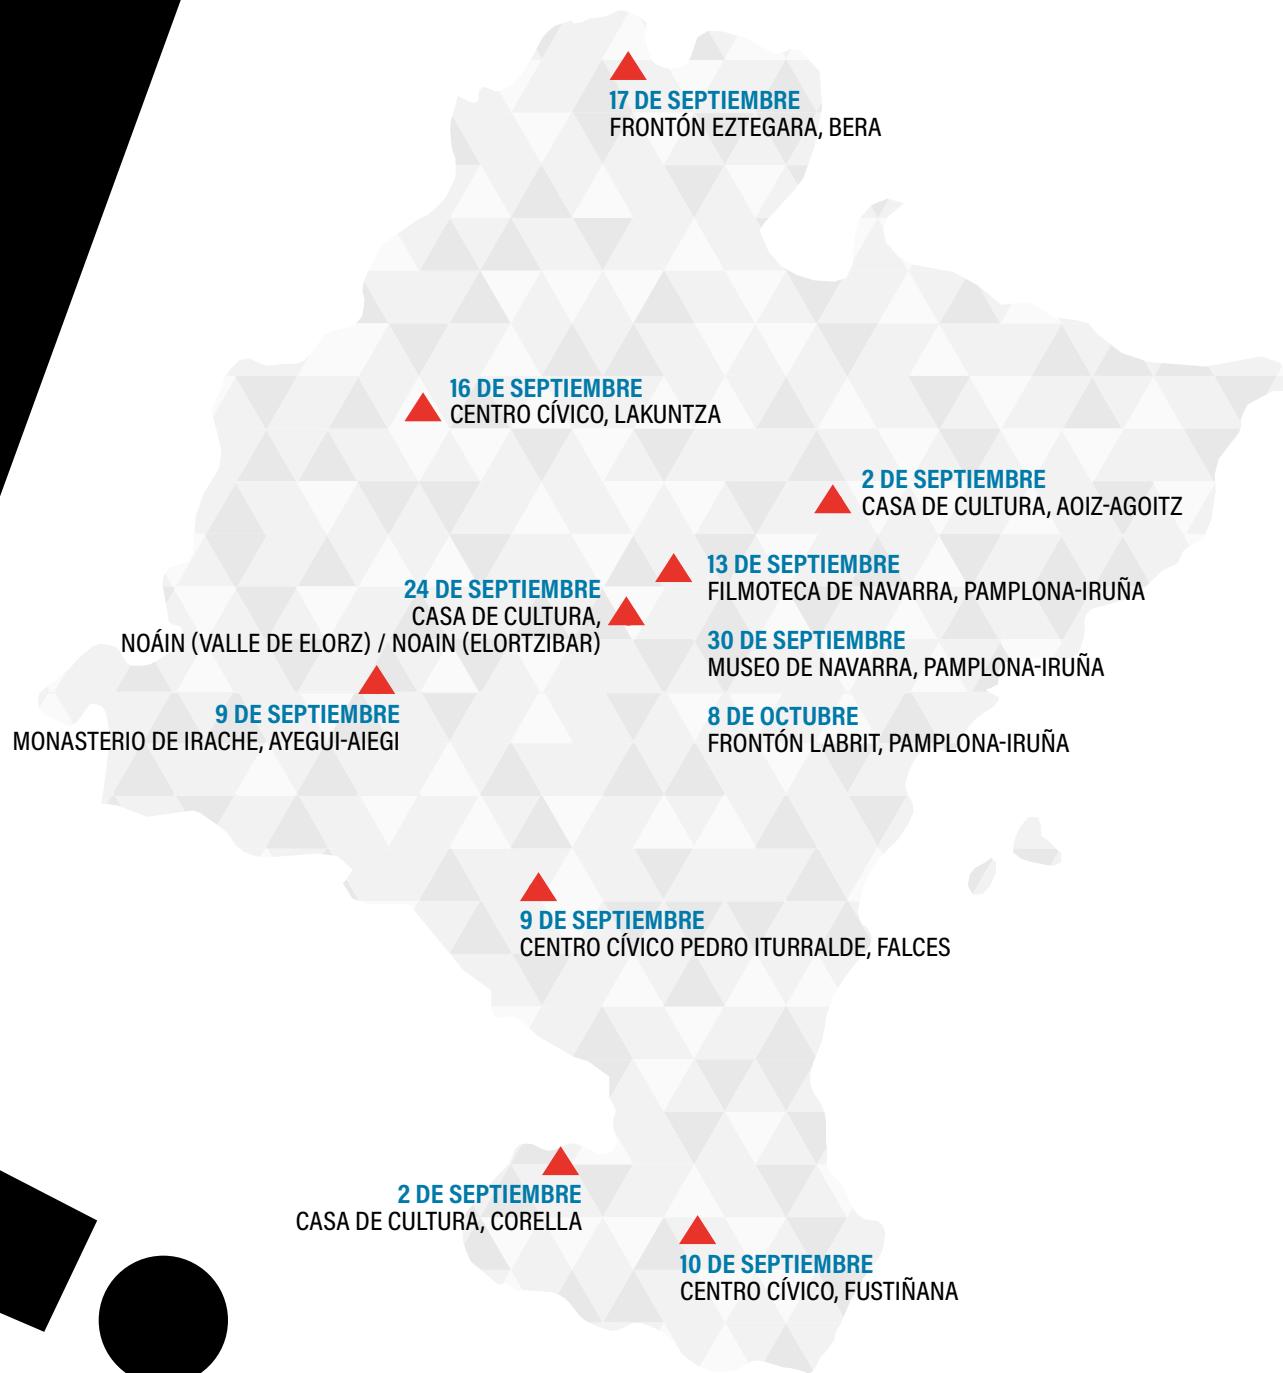 17 DE SEPTIEMBRE
FRONTÓN EZTEGARA, BERA
16 DE SEPTIEMBRE
CENTRO CÍVICO, LAKUNTZA
2 DE SEPTIEMBRE
CASA DE CULTURA, AOIZ-AGOITZ
13 DE SEPTIEMBRE
FILMOTECA DE NAVARRA, PAMPLONA-IRUÑA
24 DE SEPTIEMBRE
CASA DE CULTURA,
NOÁIN (VALLE DE ELORZ) / NOAIN (ELORTZIBAR)
30 DE SEPTIEMBRE
MUSEO DE NAVARRA, PAMPLONA-IRUÑA
9 DE SEPTIEMBRE
MONASTERIO DE IRACHE, AYEGUI-AIEGI
8 DE OCTUBRE
FRONTÓN LABRIT, PAMPLONA-IRUÑA
9 DE SEPTIEMBRE
CENTRO CÍVICO PEDRO ITURRALDE, FALCES
2 DE SEPTIEMBRE
CASA DE CULTURA, CORELLA
10 DE SEPTIEMBRE
CENTRO CÍVICO, FUSTIÑANA